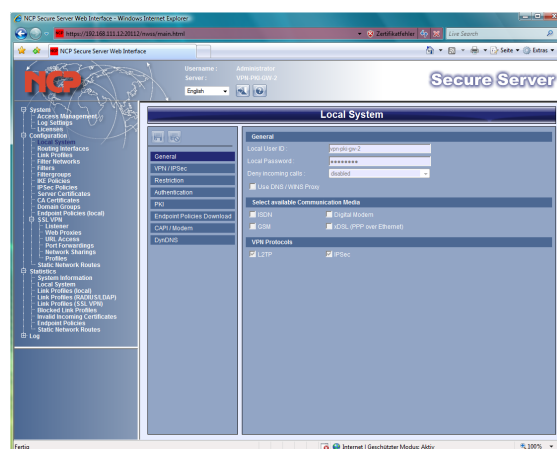 NCP Secure Server Web Interface - Windows Internet Explorer
https://192.168.111.12:20112/nwss/main.html
Zertifikatfehler
Live Search
NCP Secure Server Web Interface
Seite
Extras
NCP
Username : Administrator
Server : VPN-PKI-GW-2
English
Secure Server
System
Access Management
Log Settings
Licenses
Configuration
Local System
Routing Interfaces
Link Profiles
Filter Networks
Filters
Filtergroups
IKE Policies
IPSec Policies
Server Certificates
CA Certificates
Domain Groups
Endpoint Policies (local)
SSL VPN
Listener
Web Proxies
URL Access
Port Forwardings
Network Sharings
Profiles
Static Network Routes
Statistics
System Information
Local System
Link Profiles (local)
Link Profiles (RADIUS/LDAP)
Link Profiles (SSL VPN)
Blocked Link Profiles
Invalid Incoming Certificates
Endpoint Policies
Static Network Routes
Log
Local System
General
VPN / IPSec
Restriction
Authentication
PKI
Endpoint Policies Download
CAPI / Modem
DynDNS
General
Local User ID : vpn-pki-gw-2
Local Password : ********
Deny Incoming calls : disabled
Use DNS / WINS Proxy
Select available Communication Media
ISDN
Digital Modem
GSM
xDSL (PPP over Ethernet)
VPN Protocols
L2TP
IPSec
Fertig
Internet | Geschützter Modus: Aktiv
100%